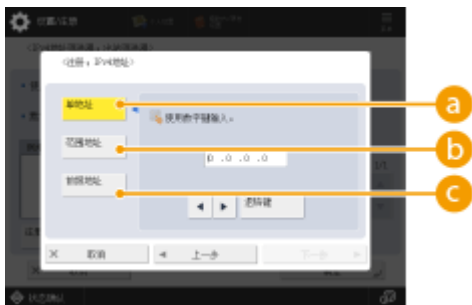 设置/注册
<注册：IPv4地址>
单地址
a
使用数字键输入。
范围地址
b
0 .0 .0 .0
前缀地址
c
1/1
◀ ▶ 退格键
× 取消
◀ 上一步
下一步 ▶
状态确认